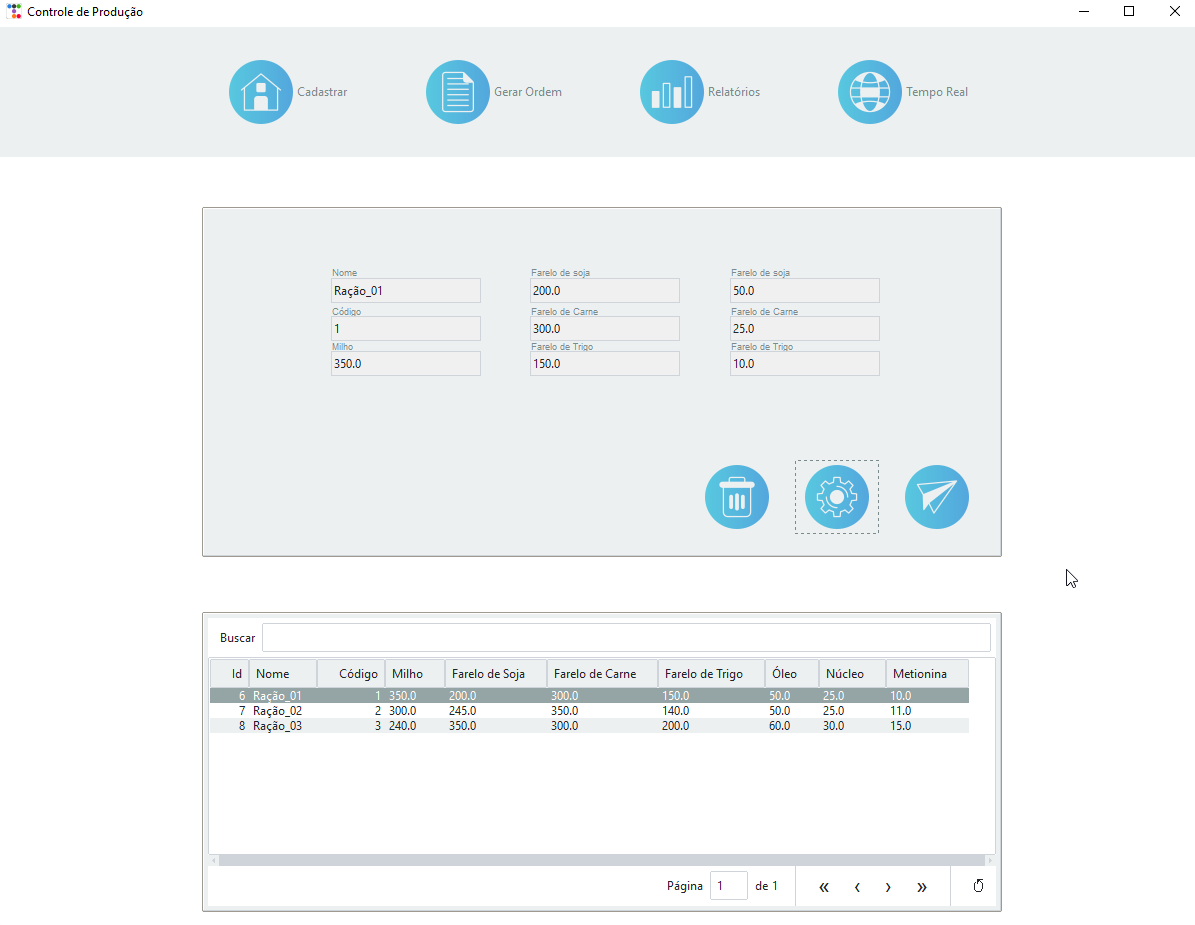 Controle de Produção
Cadastrar Gerar Ordem Relatórios Tempo Real
Nome Farelo de soja Farelo de soja
Ração_01 200.0 50.0
Código Farelo de Carne Farelo de Carne
1 300.0 25.0
Milho Farelo de Trigo Farelo de Trigo
350.0 150.0 10.0
Buscar
Id Nome Código Milho Farelo de Soja Farelo de Carne Farelo de Trigo Óleo Núcleo Metionina
6 Ração_01 1 350.0 200.0 300.0 150.0 50.0 25.0 10.0
7 Ração_02 2 300.0 245.0 350.0 140.0 50.0 25.0 11.0
8 Ração_03 3 240.0 350.0 300.0 200.0 60.0 30.0 15.0
Página 1 de 1 « ‹ › »